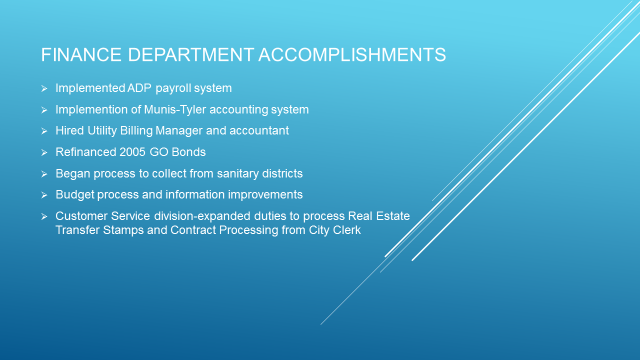 FINANCE DEPARTMENT ACCOMPLISHMENTS
Implemented ADP payroll system
Implemention of Munis-Tyler accounting system
Hired Utility Billing Manager and accountant
Refinanced 2005 GO Bonds
Began process to collect from sanitary districts
Budget process and information improvements
Customer Service division-expanded duties to process Real Estate
Transfer Stamps and Contract Processing from City Clerk